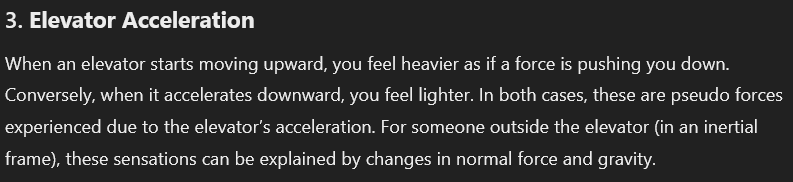 3. Elevator Acceleration
When an elevator starts moving upward, you feel heavier as if a force is pushing you down.
Conversely, when it accelerates downward, you feel lighter. In both cases, these are pseudo forces
experienced due to the elevator’s acceleration. For someone outside the elevator (in an inertial
frame), these sensations can be explained by changes in normal force and gravity.